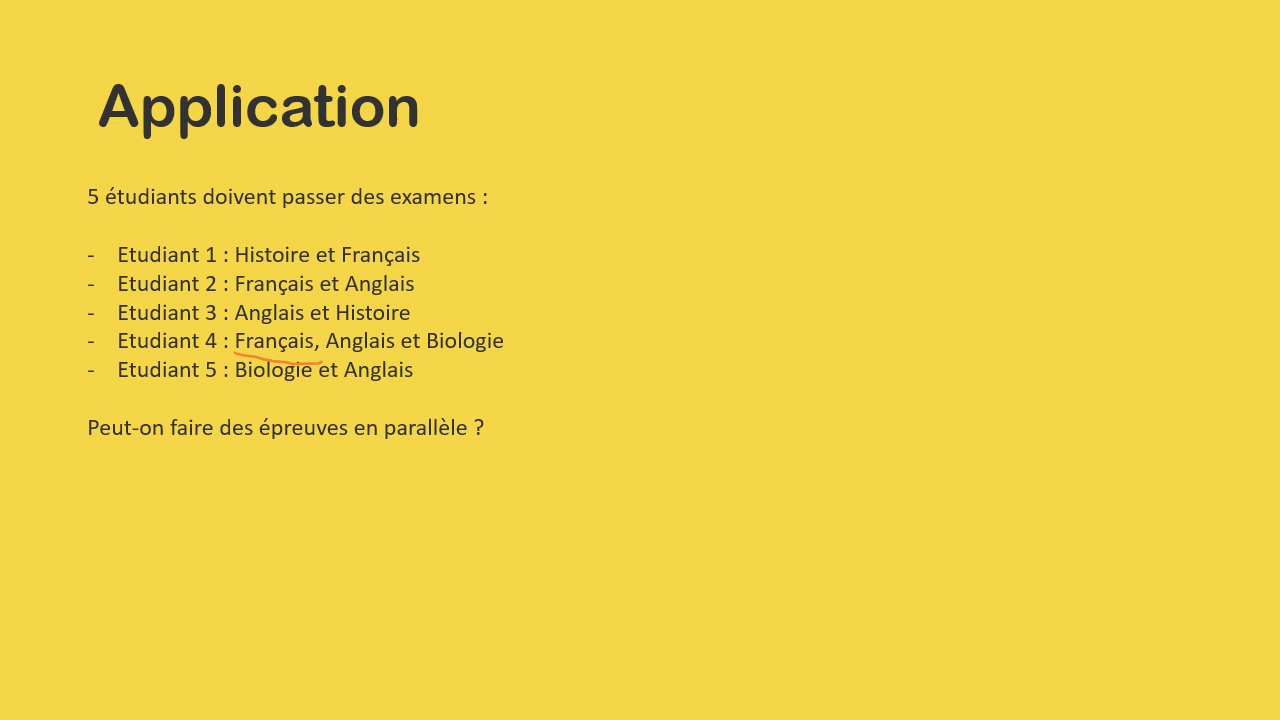 Application
5 étudiants doivent passer des examens :
- Etudiant 1 : Histoire et Français
- Etudiant 2 : Français et Anglais
- Etudiant 3 : Anglais et Histoire
- Etudiant 4 : Français, Anglais et Biologie
- Etudiant 5 : Biologie et Anglais
Peut-on faire des épreuves en parallèle ?